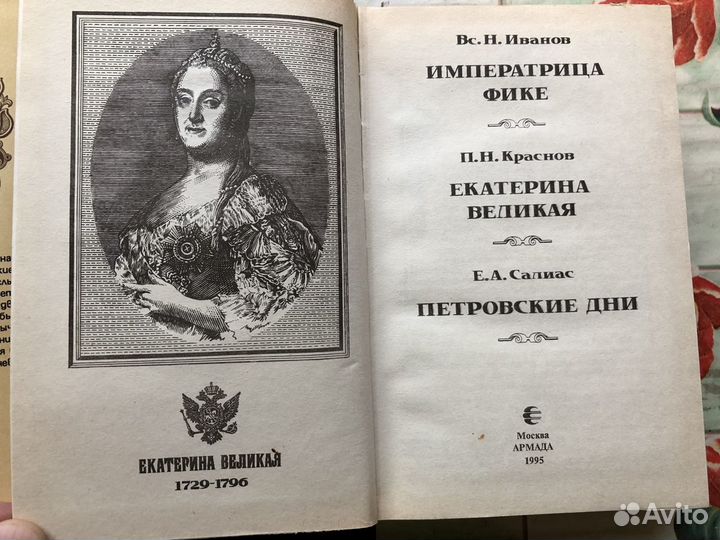 ЕКАТЕРИНА ВЕЛИКАЯ
1729-1796
Вс. Н. Иванов
ИМПЕРАТРИЦА
ФИКЕ
П.Н. Краснов
ЕКАТЕРИНА
ВЕЛИКАЯ
Е.А. Салиас
ПЕТРОВСКИЕ ДНИ
Москва
АРМАДА
1995
Avito